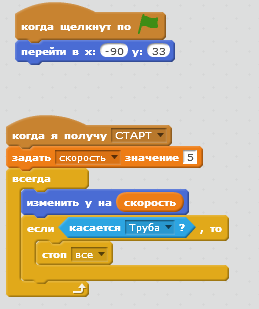 когда щелкнут по
перейти в x: -90 y: 33
когда я получу СТАРТ
задать скорость значение 5
всегда
изменить y на скорость
если касается Труба ? , то
стоп все